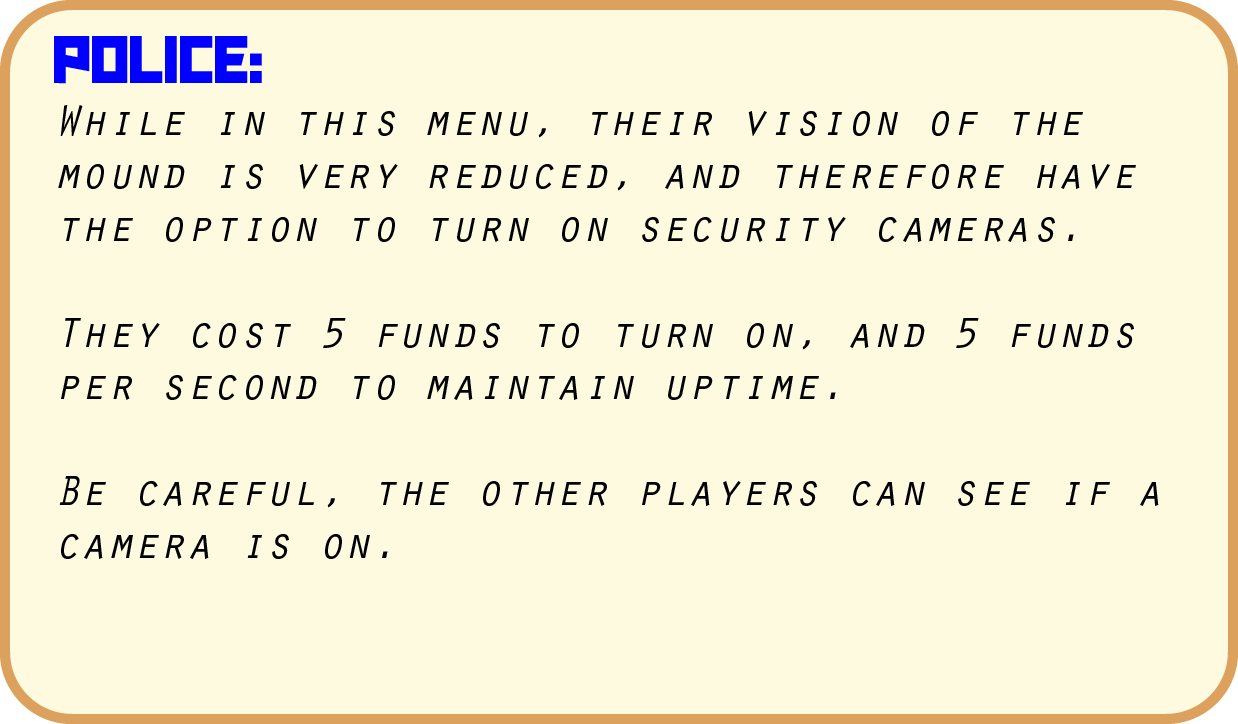 POLICE:
While in this menu, their vision of the
mound is very reduced, and therefore have
the option to turn on security cameras.
They cost 5 funds to turn on, and 5 funds
per second to maintain uptime.
Be careful, the other players can see if a
camera is on.